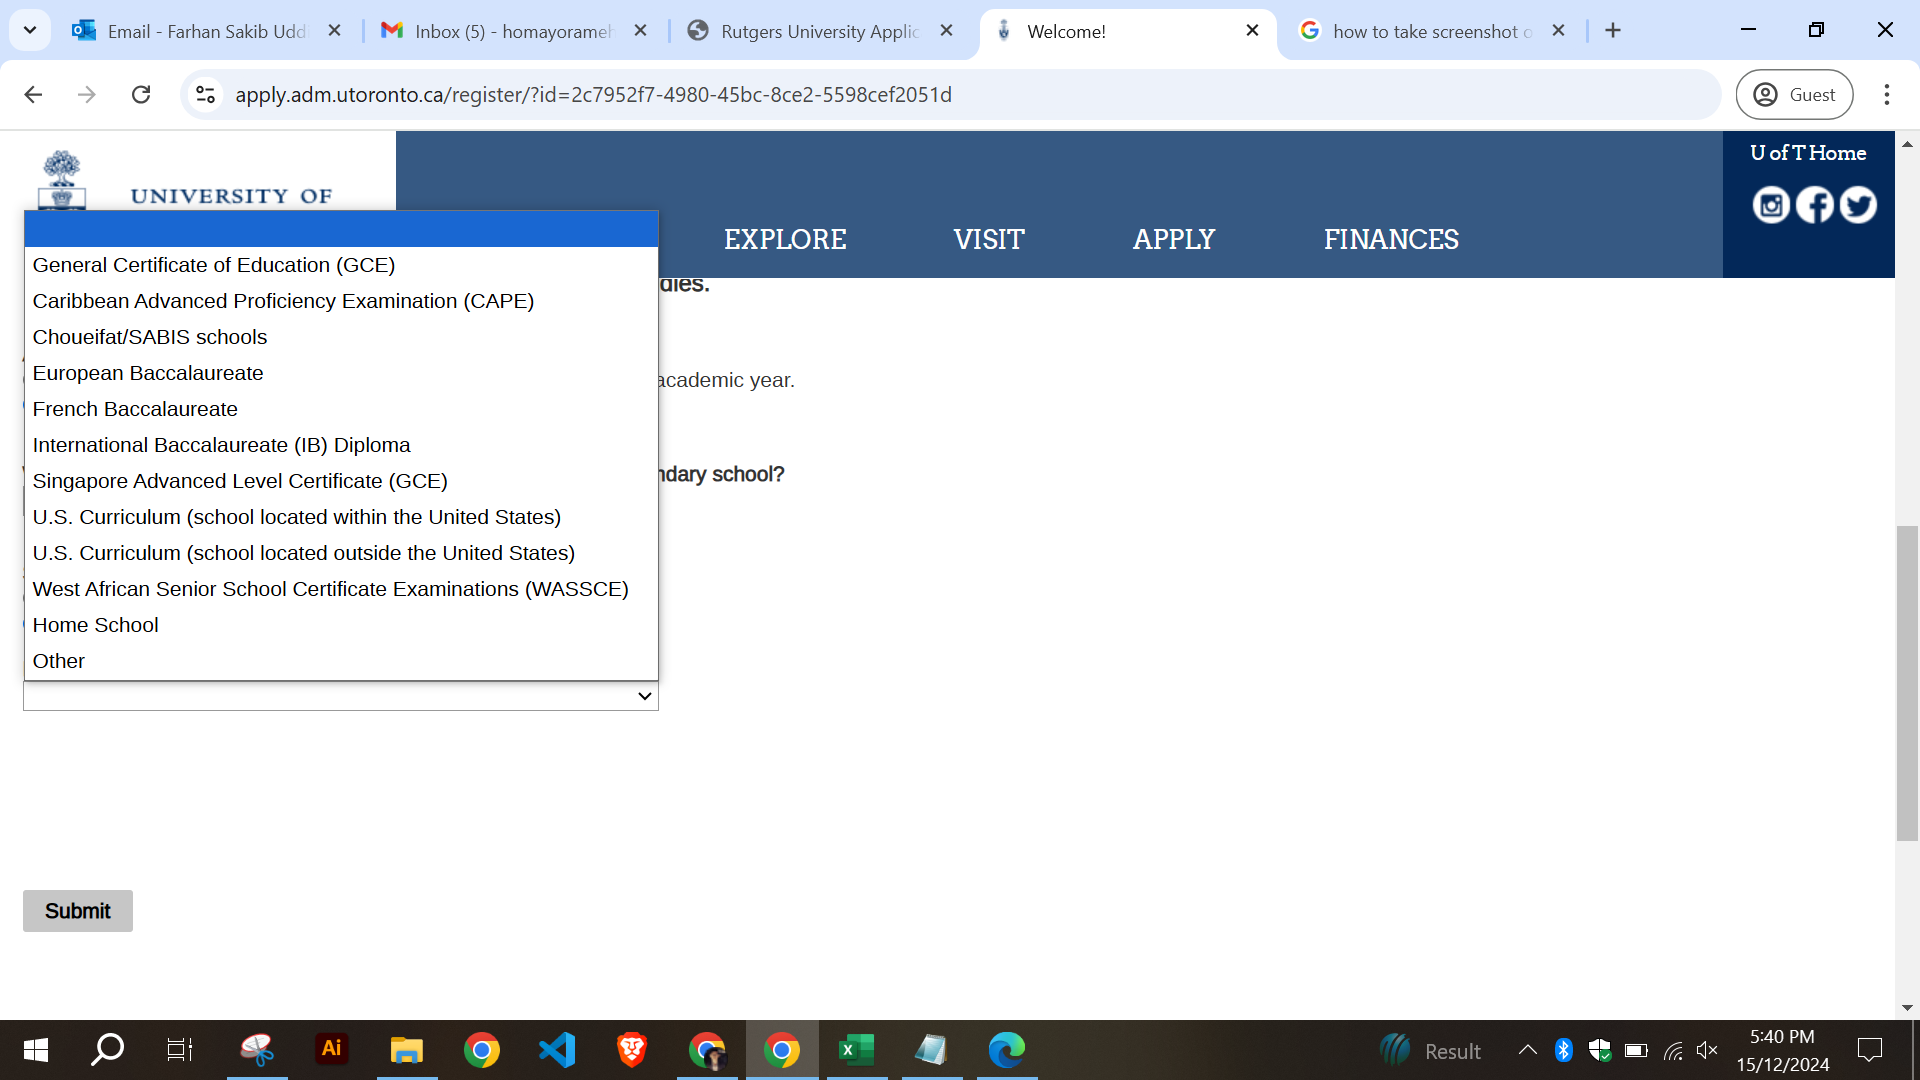 Email - Farhan Sakib Udd
Inbox (5) - homayorameh
Rutgers University Applic
Welcome!
how to take screenshot o
apply.adm.utoronto.ca/register/?id=2c7952f7-4980-45bc-8ce2-5598cef2051d
Guest
UNIVERSITY OF
U of T Home
EXPLORE
VISIT
APPLY
FINANCES
dies.
General Certificate of Education (GCE)
Caribbean Advanced Proficiency Examination (CAPE)
Choueifat/SABIS schools
European Baccalaureate
academic year.
French Baccalaureate
International Baccalaureate (IB) Diploma
ndary school?
Singapore Advanced Level Certificate (GCE)
U.S. Curriculum (school located within the United States)
U.S. Curriculum (school located outside the United States)
West African Senior School Certificate Examinations (WASSCE)
Home School
Other
Submit
Ai
Result
5:40 PM
15/12/2024